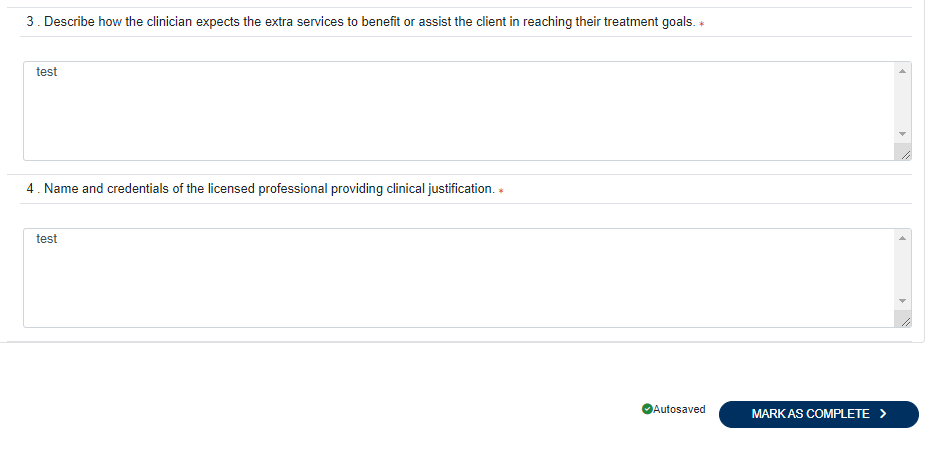 3 . Describe how the clinician expects the extra services to benefit or assist the client in reaching their treatment goals. *
test
4 . Name and credentials of the licensed professional providing clinical justification. *
test
Autosaved
MARK AS COMPLETE